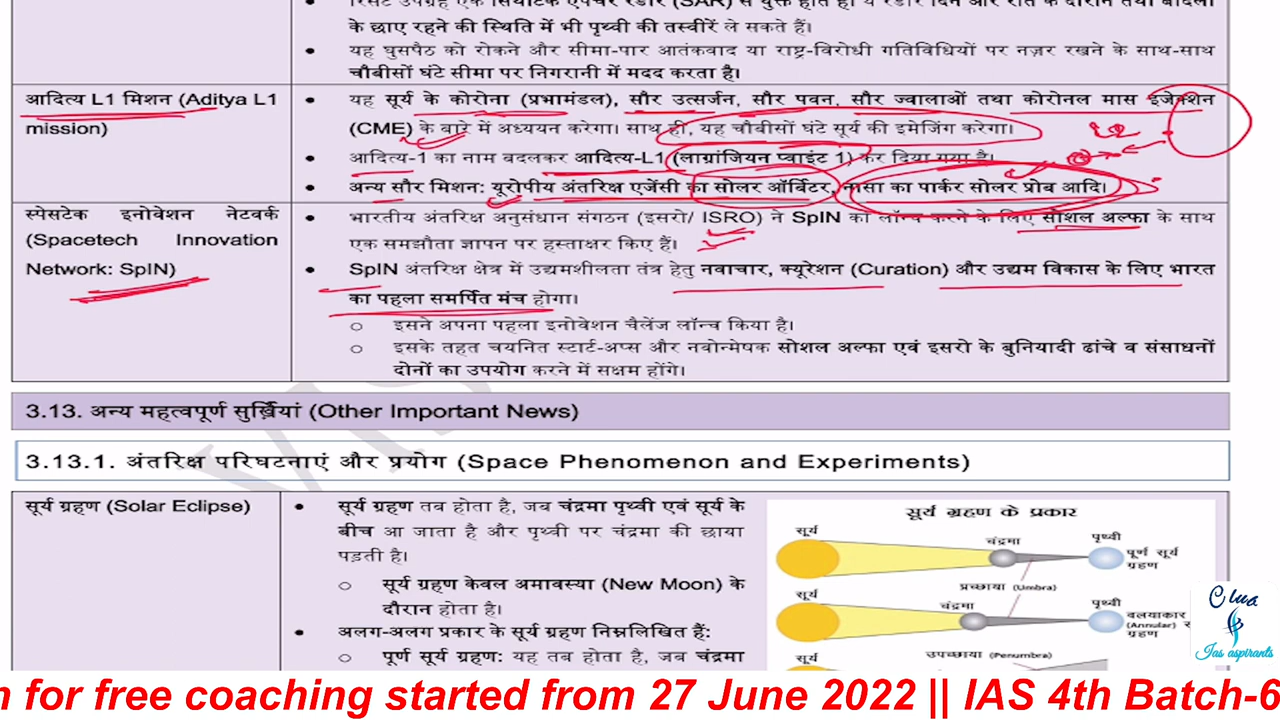 रिसेट उपग्रह एक सिंथेटिक एपर्चर रडार (SAR) से युक्त होते हैं। ये रडार दिन और रात के दौरान तथा बादलों
के छाए रहने की स्थिति में भी पृथ्वी की तस्वीरें ले सकते हैं।
• यह घुसपैठ को रोकने और सीमा-पार आतंकवाद या राष्ट्र-विरोधी गतिविधियों पर नज़र रखने के साथ-साथ
चौबीसों घंटे सीमा पर निगरानी में मदद करता है।
आदित्य L1 मिशन (Aditya L1
mission)
• यह सूर्य के कोरोना (प्रभामंडल), सौर उत्सर्जन, सौर पवन, सौर ज्वालाओं तथा कोरोनल मास इजेक्शन
(CME) के बारे में अध्ययन करेगा। साथ ही, यह चौबीसों घंटे सूर्य की इमेजिंग करेगा।
• आदित्य-1 का नाम बदलकर आदित्य-L1 (लाग्रांजियन प्वाइंट 1) कर दिया गया है।
• अन्य सौर मिशन: यूरोपीय अंतरिक्ष एजेंसी का सोलर ऑर्बिटर, नासा का पार्कर सोलर प्रोब आदि।
स्पेसटेक इनोवेशन नेटवर्क
(Spacetech Innovation
Network: SpIN)
• भारतीय अंतरिक्ष अनुसंधान संगठन (इसरो/ ISRO) ने SpIN को लॉन्च करने के लिए सोशल अल्फा के साथ
एक समझौता ज्ञापन पर हस्ताक्षर किए हैं।
• SpIN अंतरिक्ष क्षेत्र में उद्यमशीलता तंत्र हेतु नवाचार, क्यूरेशन (Curation) और उद्यम विकास के लिए भारत
का पहला समर्पित मंच होगा।
o इसने अपना पहला इनोवेशन चैलेंज लॉन्च किया है।
o इसके तहत चयनित स्टार्ट-अप्स और नवोन्मेषक सोशल अल्फा एवं इसरो के बुनियादी ढांचे व संसाधनों
दोनों का उपयोग करने में सक्षम होंगे।
3.13. अन्य महत्वपूर्ण सुर्ख़ियां (Other Important News)
3.13.1. अंतरिक्ष परिघटनाएं और प्रयोग (Space Phenomenon and Experiments)
सूर्य ग्रहण (Solar Eclipse)
• सूर्य ग्रहण तब होता है, जब चंद्रमा पृथ्वी एवं सूर्य के
बीच आ जाता है और पृथ्वी पर चंद्रमा की छाया
पड़ती है।
o सूर्य ग्रहण केवल अमावस्या (New Moon) के
दौरान होता है।
• अलग-अलग प्रकार के सूर्य ग्रहण निम्नलिखित हैं:
o पूर्ण सूर्य ग्रहण: यह तब होता है, जब चंद्रमा
सूर्य ग्रहण के प्रकार
सूर्य
चंद्रमा
पृथ्वी
पूर्ण सूर्य
ग्रहण
प्रच्छाया (Umbra)
सूर्य
चंद्रमा
पृथ्वी
वलयाकार
(Annular) स
ग्रहण
सूर्य
उपच्छाया (Penumbra)
Clua
Ias aspirants
n for free coaching started from 27 June 2022 || IAS 4th Batch-6